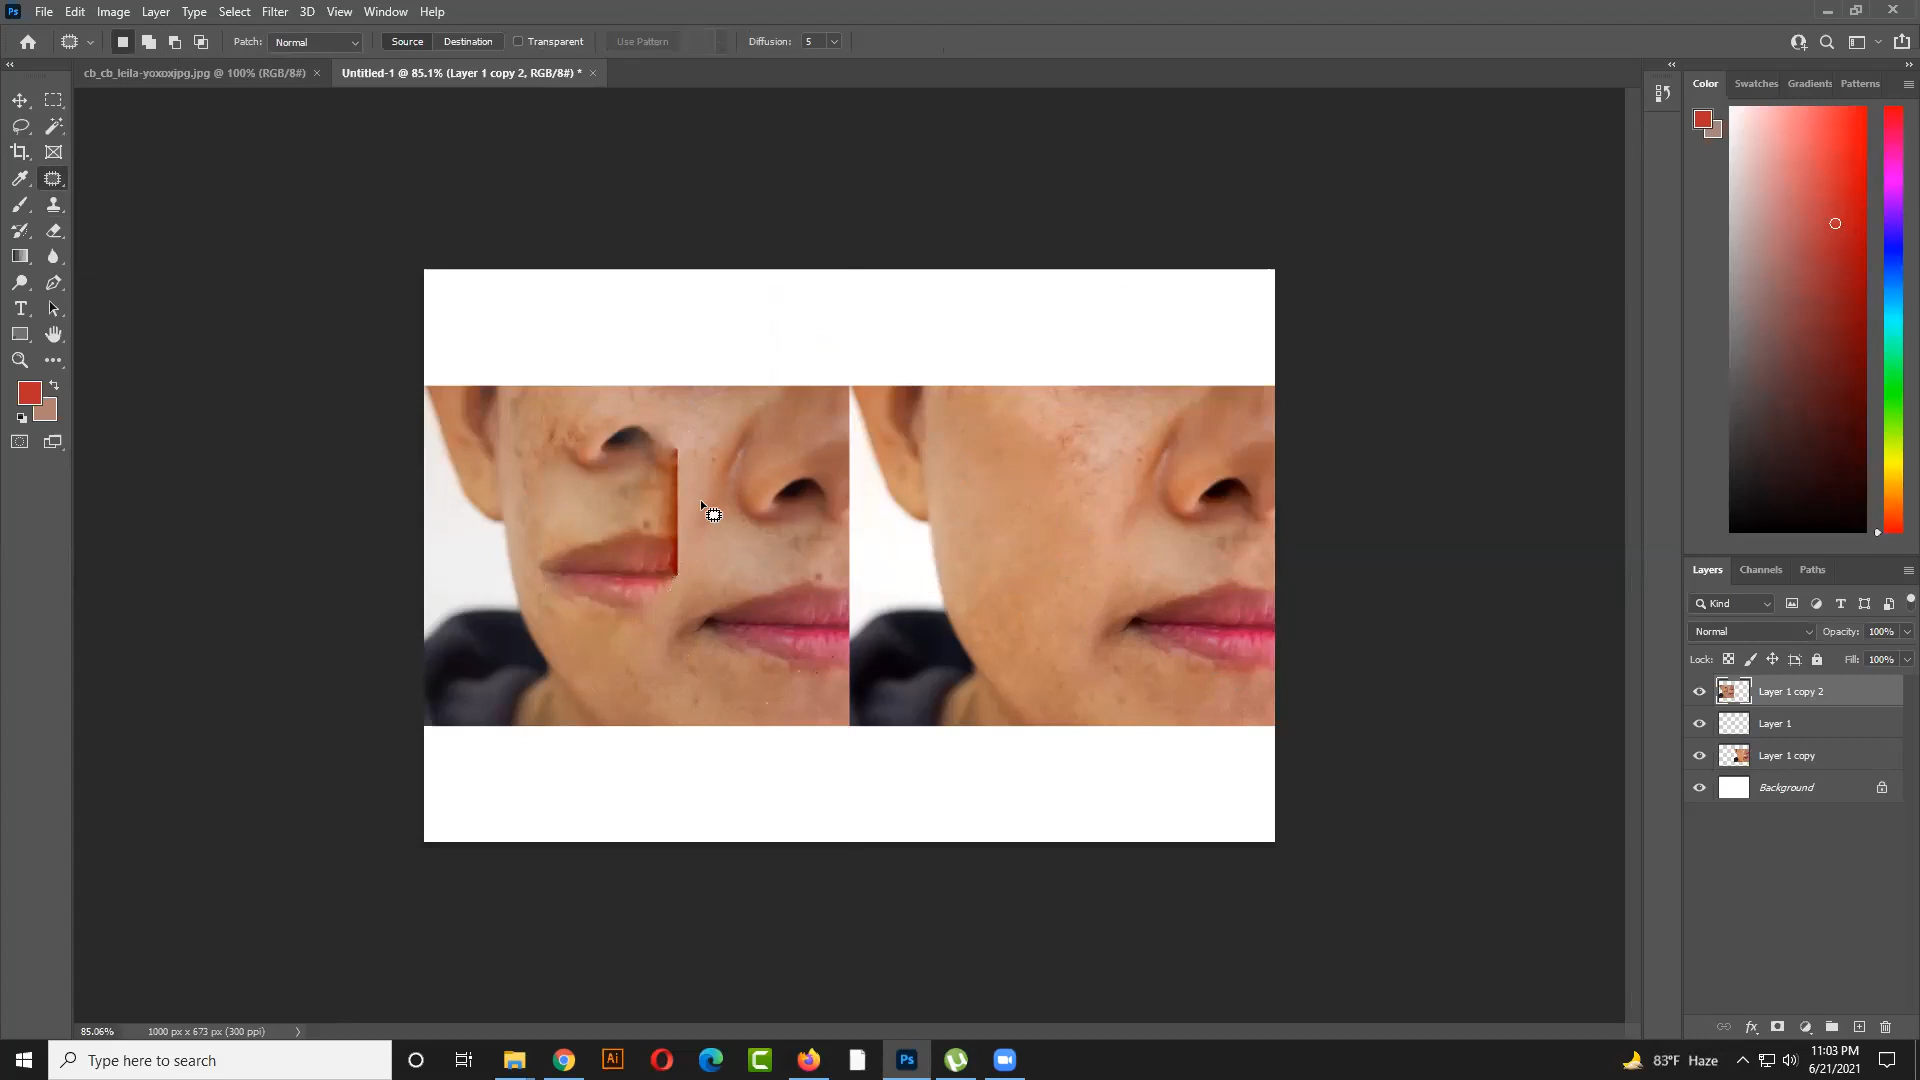 Ps File Edit Image Layer Type Select Filter 3D View Window Help
Patch: Normal Source Destination Transparent Use Pattern Diffusion: 5
cb_cb_leila-yoxoxjpg.jpg @ 100% (RGB/8#) × Untitled-1 @ 85.1% (Layer 1 copy 2, RGB/8#) * ×
Color Swatches Gradients Patterns
Layers Channels Paths
Kind
Normal Opacity: 100%
Lock: Fill: 100%
Layer 1 copy 2
Layer 1
Layer 1 copy
Background
85.06% 1000 px x 673 px (300 ppi)
Type here to search
Ai
Ps
83°F Haze
11:03 PM
6/21/2021